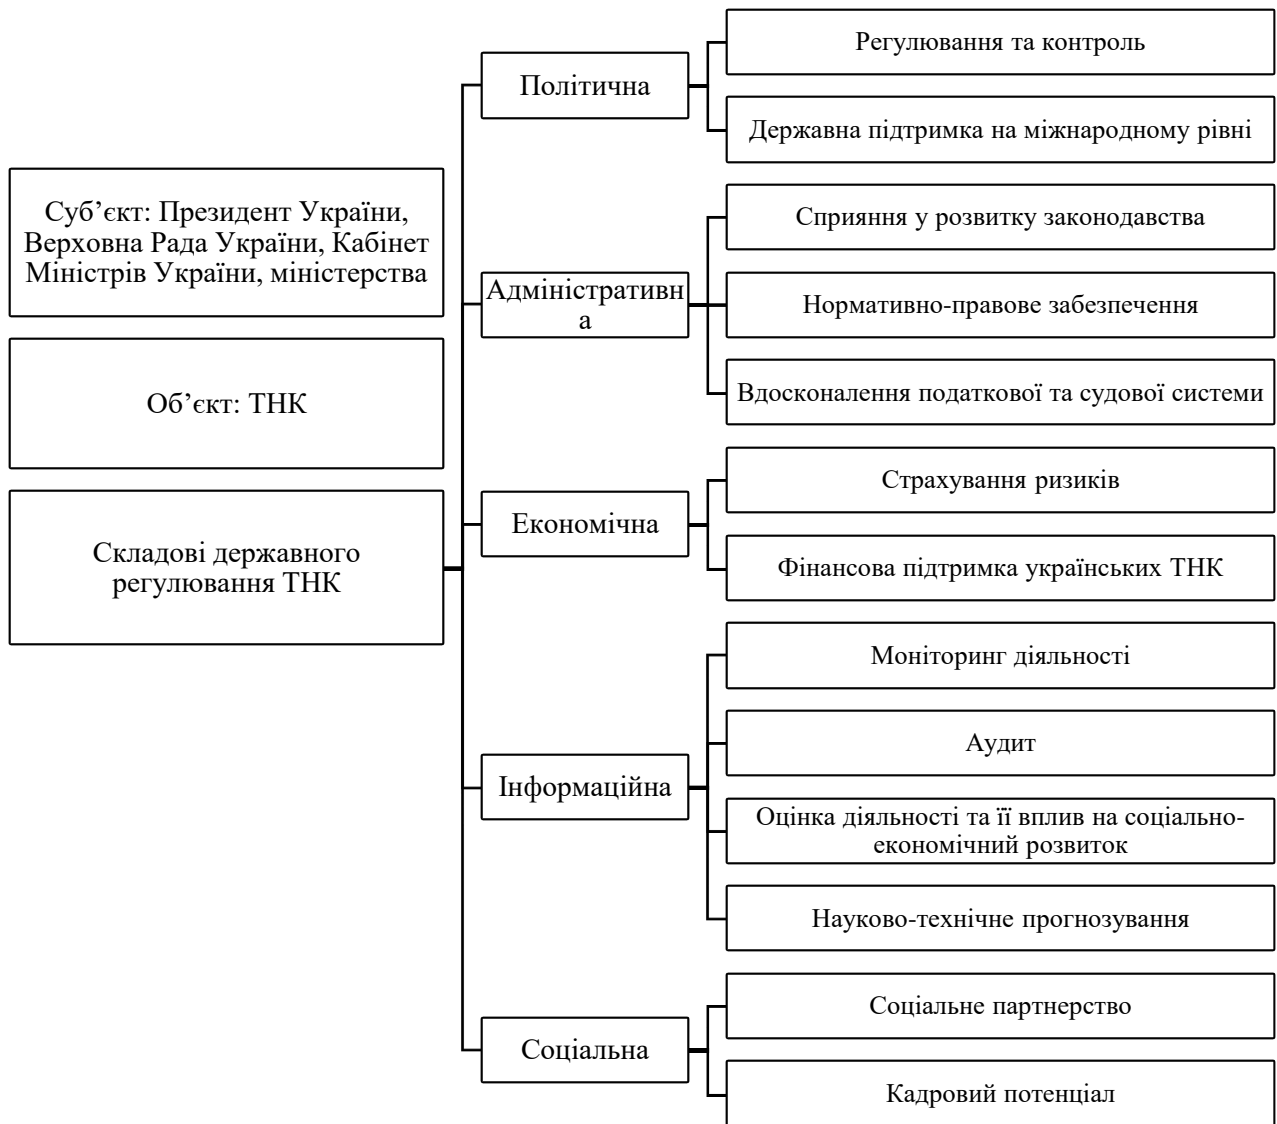 Суб’єкт: Президент України,
Верховна Рада України, Кабінет
Міністрів України, міністерства
Об’єкт: ТНК
Складові державного
регулювання ТНК
Політична
Регулювання та контроль
Державна підтримка на міжнародному рівні
Адміністративн
а
Сприяння у розвитку законодавства
Нормативно-правове забезпечення
Вдосконалення податкової та судової системи
Економічна
Страхування ризиків
Фінансова підтримка українських ТНК
Інформаційна
Моніторинг діяльності
Аудит
Оцінка діяльності та її вплив на соціально-
економічний розвиток
Науково-технічне прогнозування
Соціальна
Соціальне партнерство
Кадровий потенціал